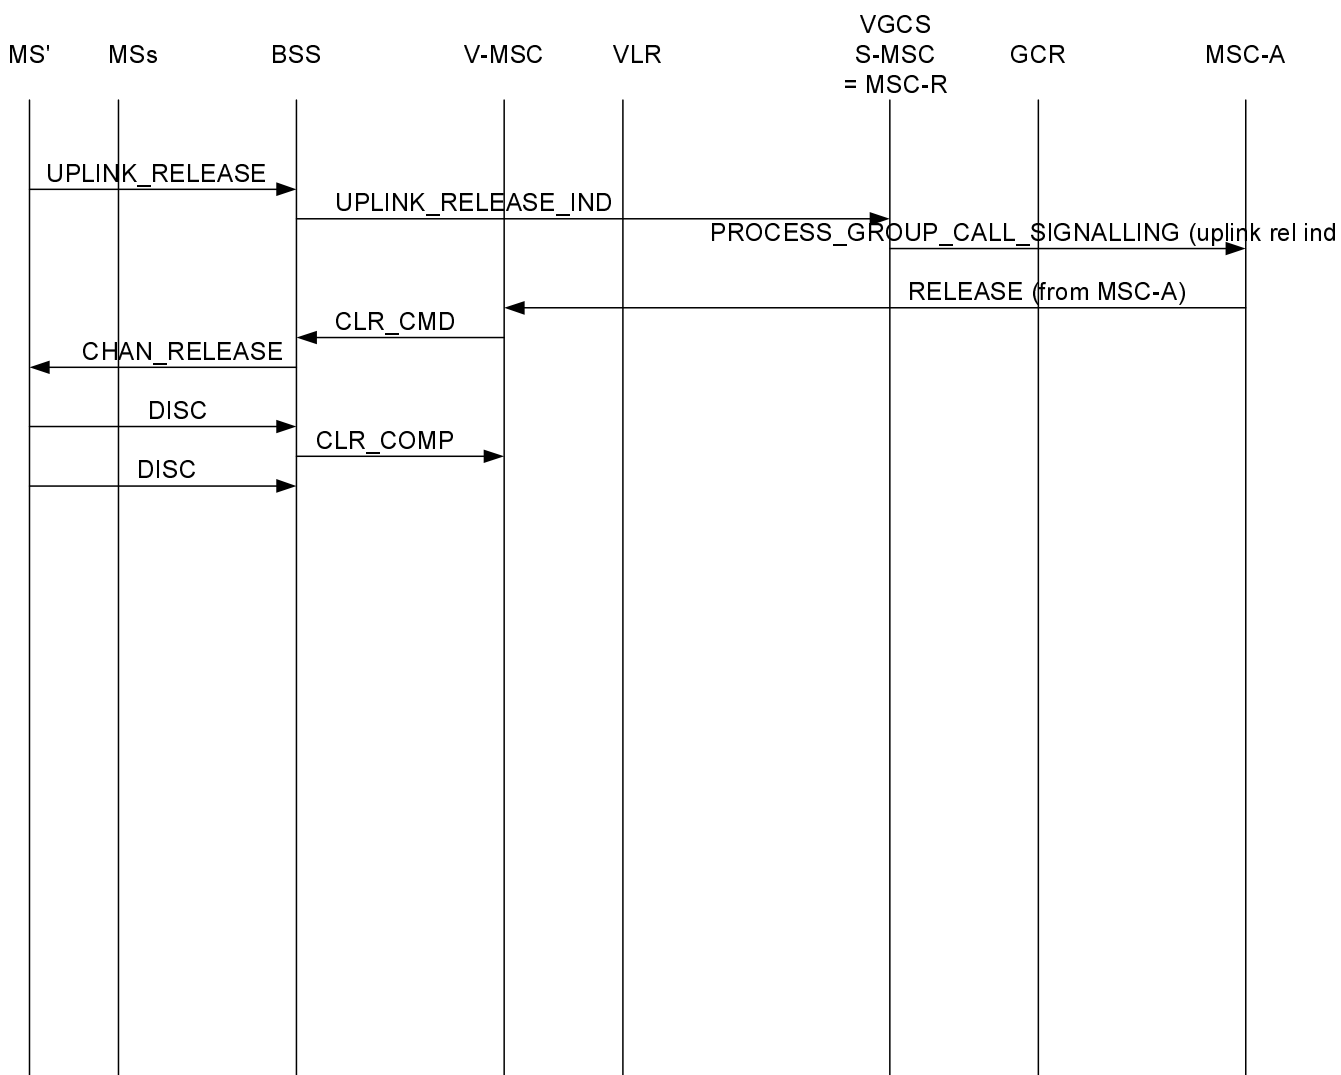 VGCS
MS' MSs BSS V-MSC VLR S-MSC GCR MSC-A
= MSC-R
UPLINK_RELEASE
UPLINK_RELEASE_IND
PROCESS_GROUP_CALL_SIGNALLING (uplink rel ind
RELEASE (from MSC-A)
CLR_CMD
CHAN_RELEASE
DISC
CLR_COMP
DISC